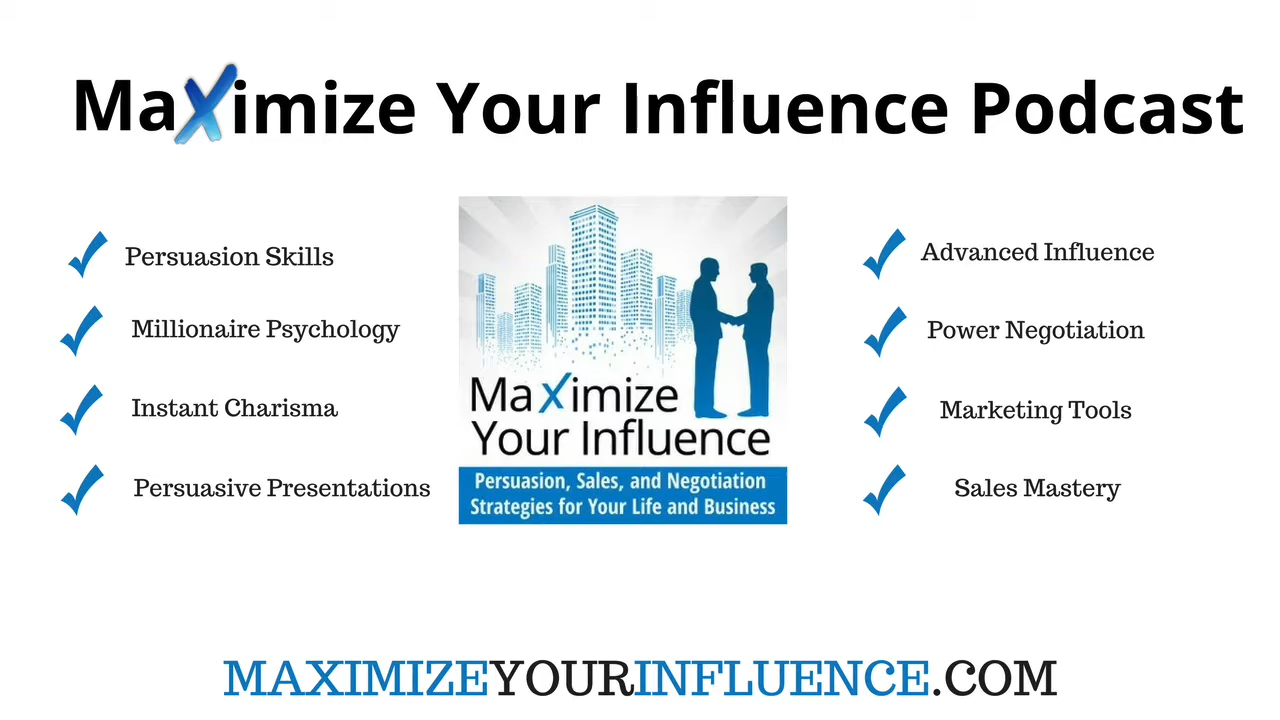 MaXimize Your Influence Podcast
Persuasion Skills
Millionaire Psychology
Instant Charisma
Persuasive Presentations
MaXimize
Your Influence
Persuasion, Sales, and Negotiation
Strategies for Your Life and Business
Advanced Influence
Power Negotiation
Marketing Tools
Sales Mastery
MAXIMIZEYOURINFLUENCE.COM